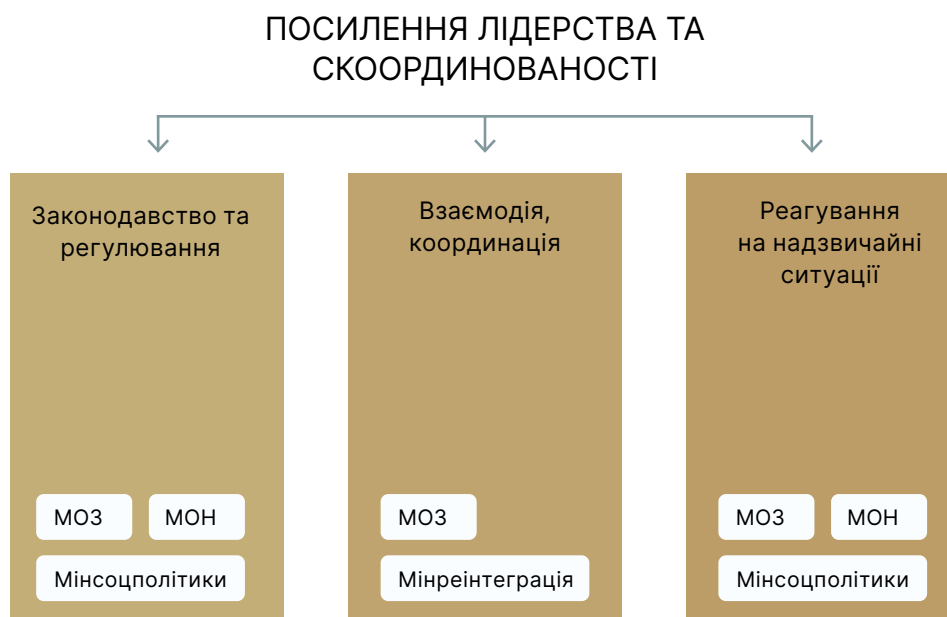 ПОСИЛЕННЯ ЛІДЕРСТВА ТА
СКООРДИНОВАНОСТІ
Законодавство та
регулювання
МОЗ
МОН
Мінсоцполітики
Взаємодія,
координація
МОЗ
Мінреінтеграція
Реагування
на надзвичайні
ситуації
МОЗ
МОН
Мінсоцполітики